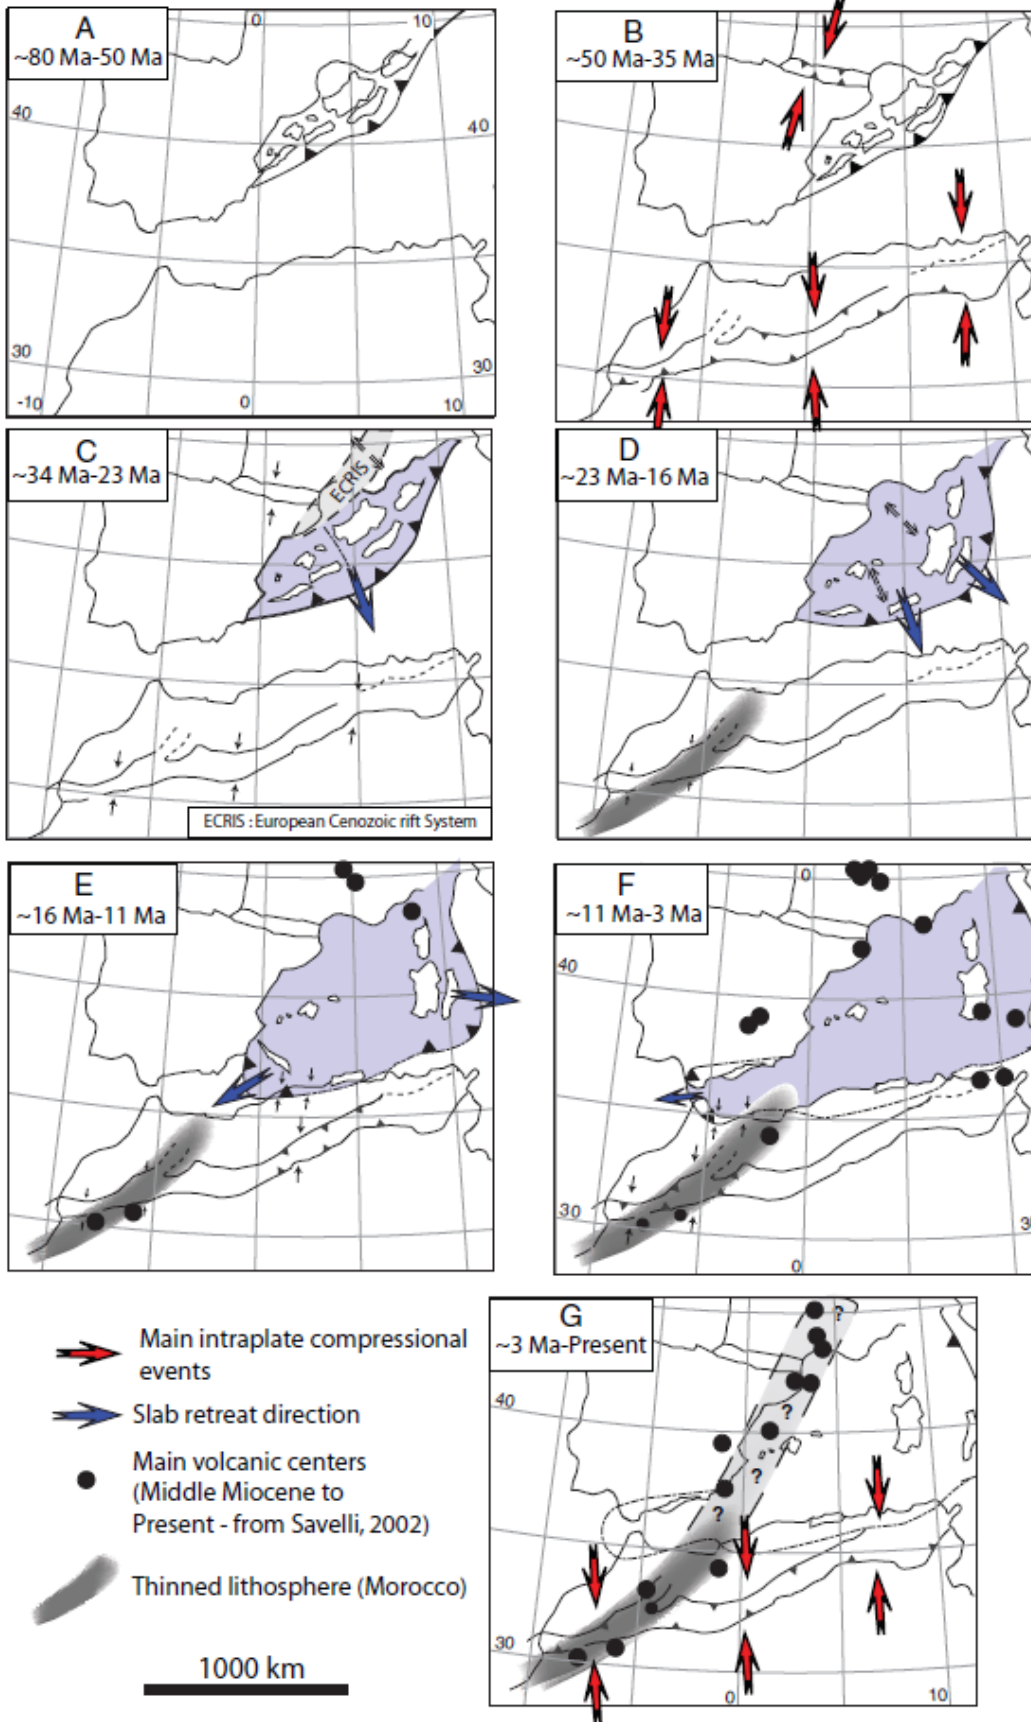 A
~80 Ma-50 Ma
0
10
40
40
30
30
-10
0
10
B
~50 Ma-35 Ma
C
~34 Ma-23 Ma
ECRIS
ECRIS : European Cenozoic rift System
D
~23 Ma-16 Ma
E
~16 Ma-11 Ma
F
~11 Ma-3 Ma
0
40
30
3
0
Main intraplate compressional
events
Slab retreat direction
Main volcanic centers
(Middle Miocene to
Present - from Savelli, 2002)
Thinned lithosphere (Morocco)
1000 km
G
~3 Ma-Present
?
40
?
?
?
30
0
10